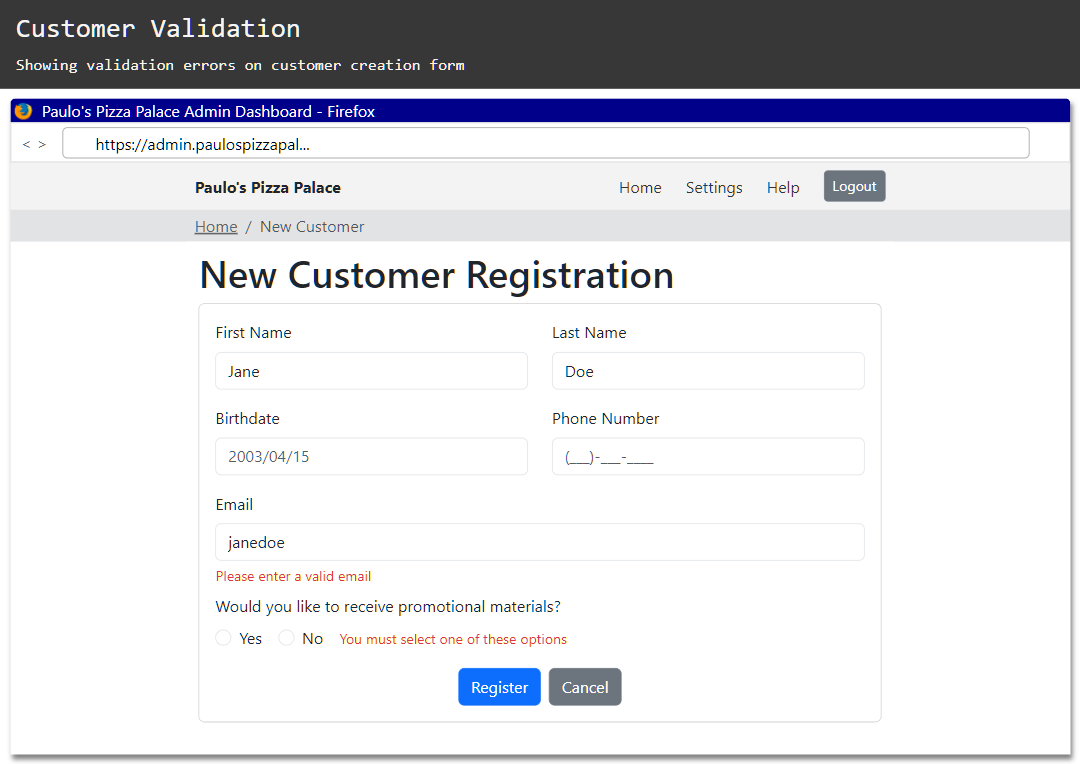 Customer Validation
Showing validation errors on customer creation form
Paulo's Pizza Palace Admin Dashboard - Firefox
< > https://admin.paulospizzapal...
Paulo's Pizza Palace Home Settings Help Logout
Home / New Customer
New Customer Registration
First Name Last Name
Jane Doe
Birthdate Phone Number
2003/04/15 (___)-___-____
Email
janedoe
Please enter a valid email
Would you like to receive promotional materials?
Yes No You must select one of these options
Register Cancel